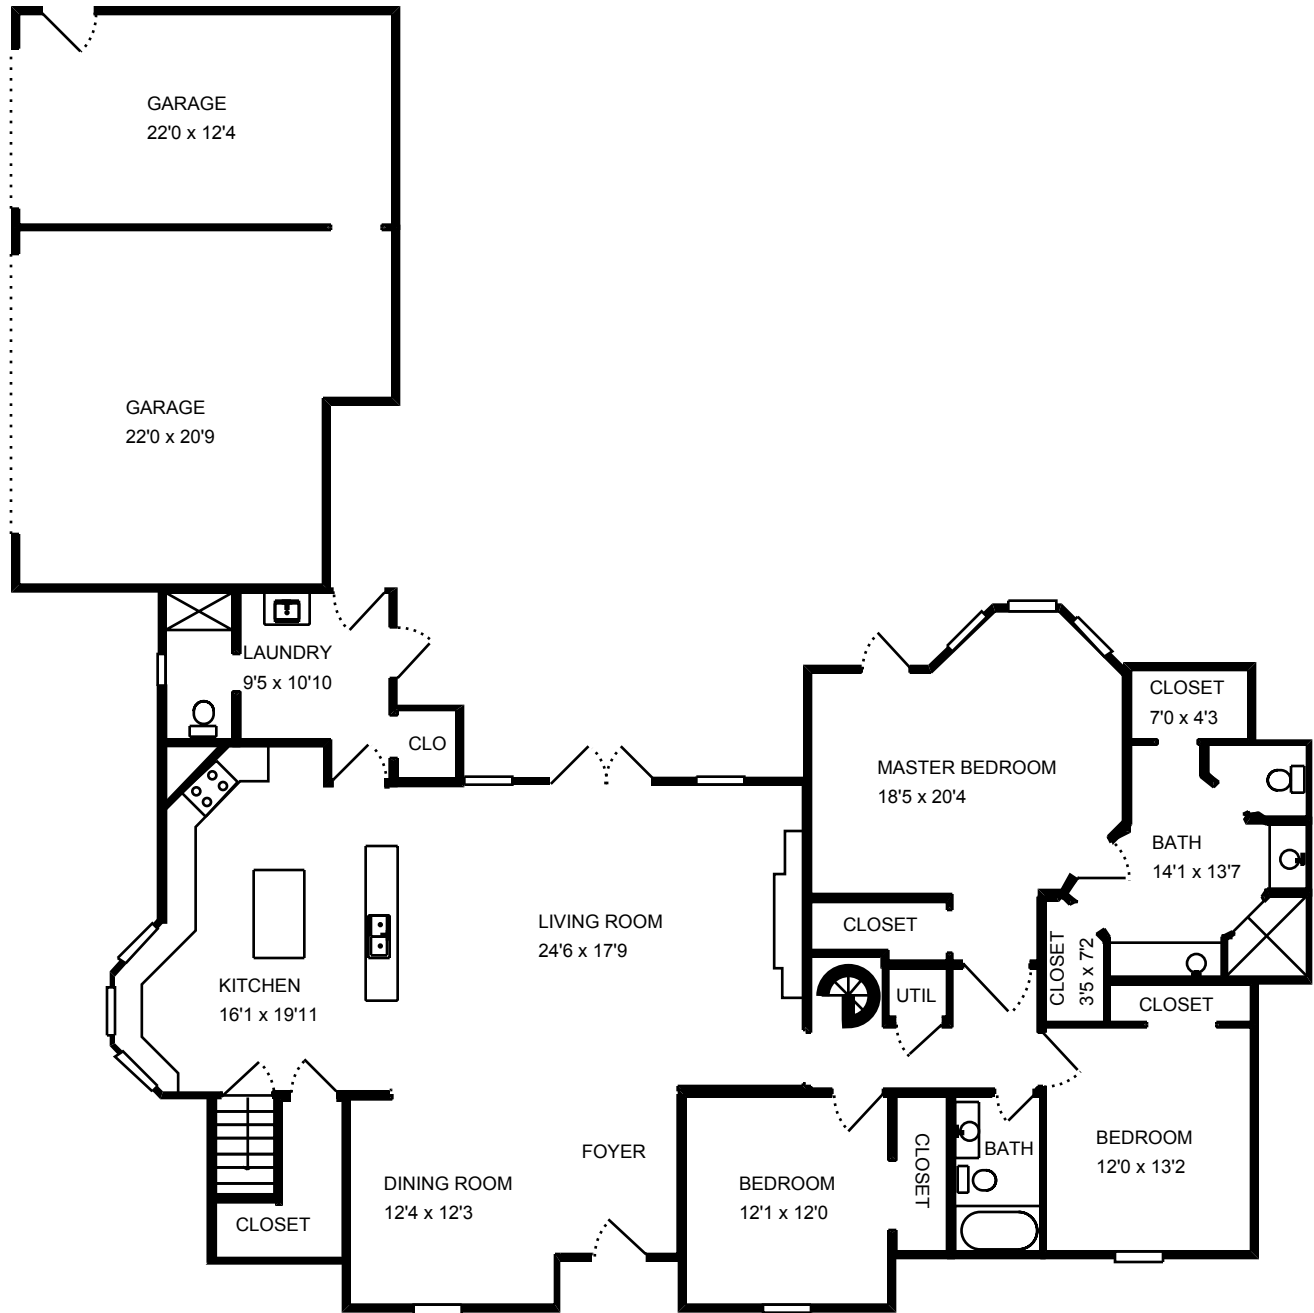 GARAGE
22'0 x 12'4
GARAGE
22'0 x 20'9
LAUNDRY
9'5 x 10'10
CLO
CLOSET
7'0 x 4'3
MASTER BEDROOM
18'5 x 20'4
BATH
14'1 x 13'7
LIVING ROOM
24'6 x 17'9
CLOSET
KITCHEN
16'1 x 19'11
UTIL
CLOSET
3'5 x 7'2
CLOSET
FOYER
DINING ROOM
12'4 x 12'3
BEDROOM
12'1 x 12'0
CLOSET
BATH
BEDROOM
12'0 x 13'2
CLOSET